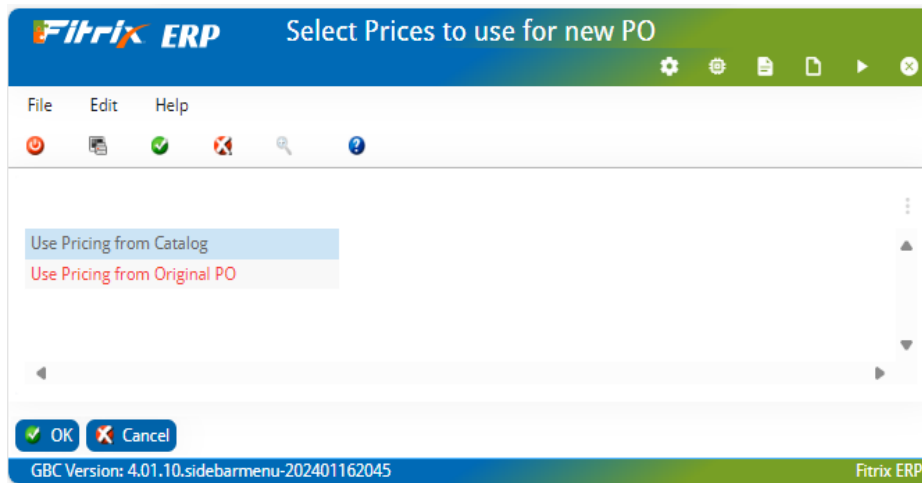 Fitrix ERP
Select Prices to use for new PO
File Edit Help
Use Pricing from Catalog
Use Pricing from Original PO
OK Cancel
GBC Version: 4.01.10.sidebarmenu-202401162045 Fitrix ERP